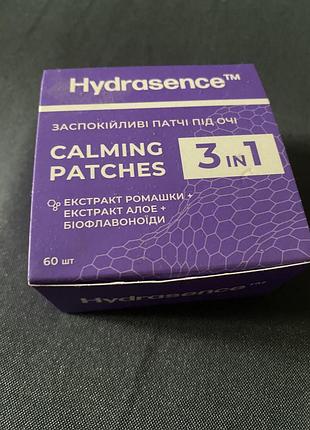 Hydrasence™
ЗАСПОКІЙЛИВІ ПАТЧІ ПІД ОЧІ
CALMING
PATCHES
3 IN 1
ЕКСТРАКТ РОМАШКИ +
ЕКСТРАКТ АЛОЕ +
БІОФЛАВОНОЇДИ
60 шт
Hydrasence™